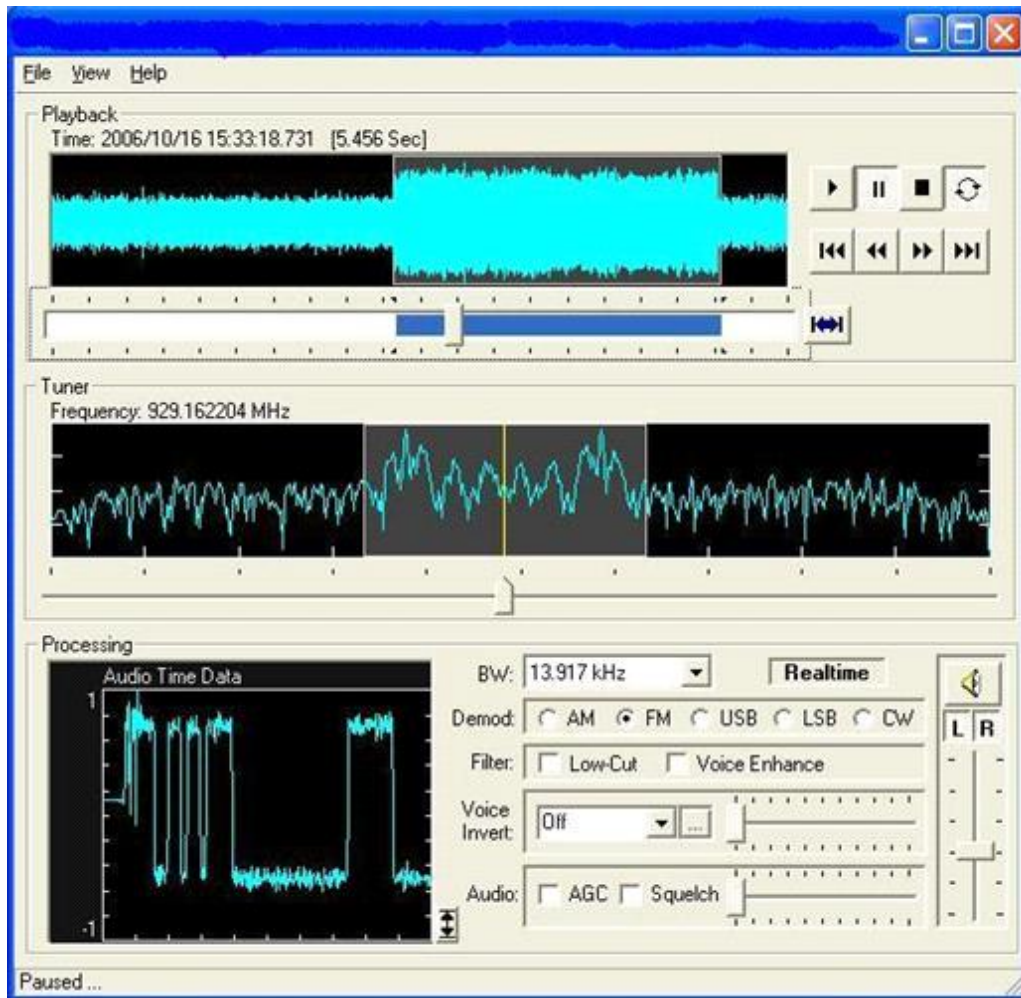 File View Help
Playback
Time: 2006/10/16 15:33:18.731 [5.456 Sec]
Tuner
Frequency: 929.162204 MHz
Processing
Audio Time Data
1
-1
BW: 13.917 kHz Realtime
Demod: AM FM USB LSB CW
L R
Filter: Low-Cut Voice Enhance
Voice
Invert: Off ...
Audio: AGC Squelch
Paused ...